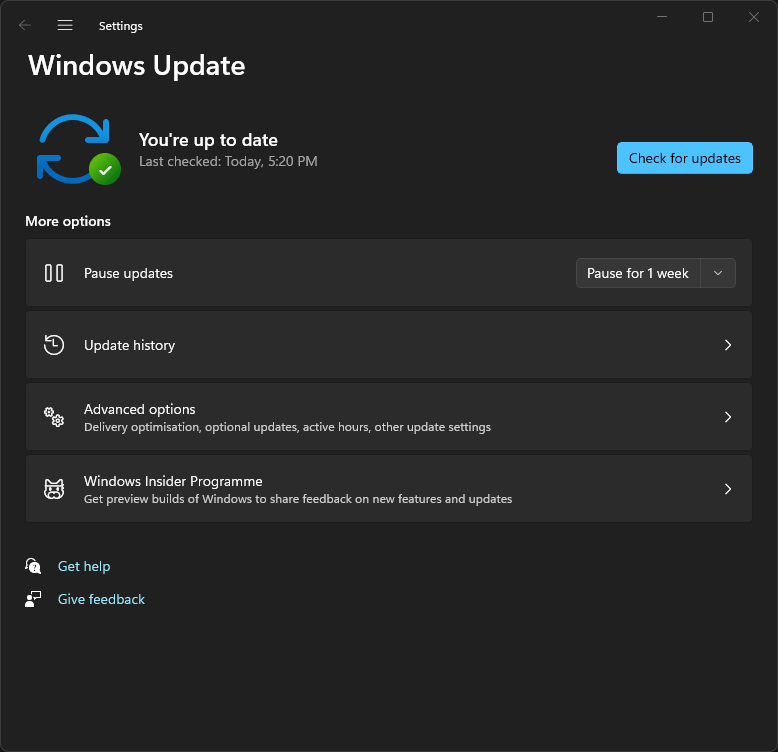 Settings
Windows Update
You're up to date
Last checked: Today, 5:20 PM
Check for updates
More options
Pause updates
Pause for 1 week
Update history
Advanced options
Delivery optimisation, optional updates, active hours, other update settings
Windows Insider Programme
Get preview builds of Windows to share feedback on new features and updates
Get help
Give feedback